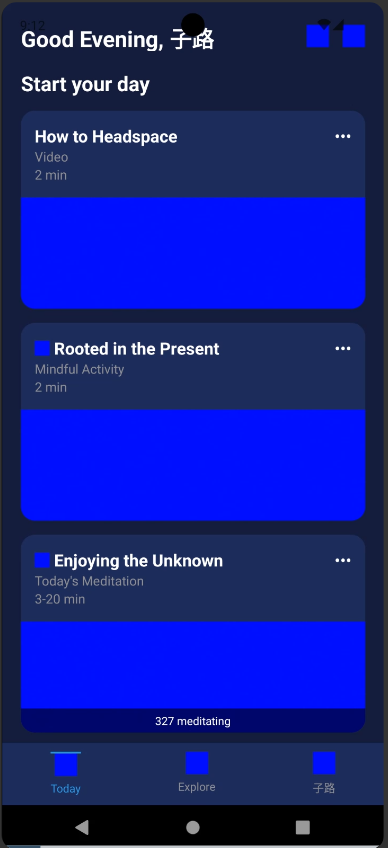 9:12
Good Evening, 子路
Start your day
How to Headspace
Video
2 min
Rooted in the Present
Mindful Activity
2 min
Enjoying the Unknown
Today's Meditation
3-20 min
327 meditating
Today
Explore
子路